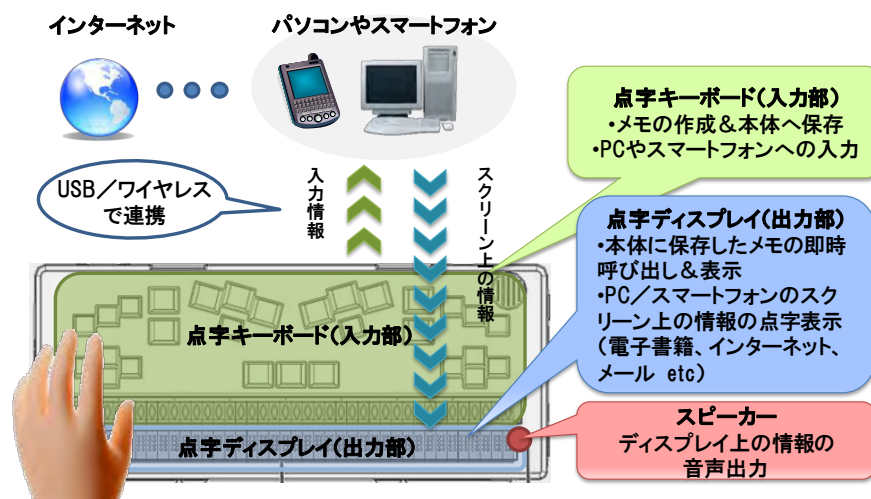 インターネット
パソコンやスマートフォン
USB／ワイヤレス
で連携
入力情報
スクリーン上の情報
点字キーボード（入力部）
・メモの作成＆本体へ保存
・PCやスマートフォンへの入力
点字ディスプレイ（出力部）
・本体に保存したメモの即時
呼び出し＆表示
・PC／スマートフォンのスク
リーン上の情報の点字表示
（電子書籍、インターネット、
メール etc）
スピーカー
ディスプレイ上の情報の
音声出力
点字キーボード（入力部）
点字ディスプレイ（出力部）